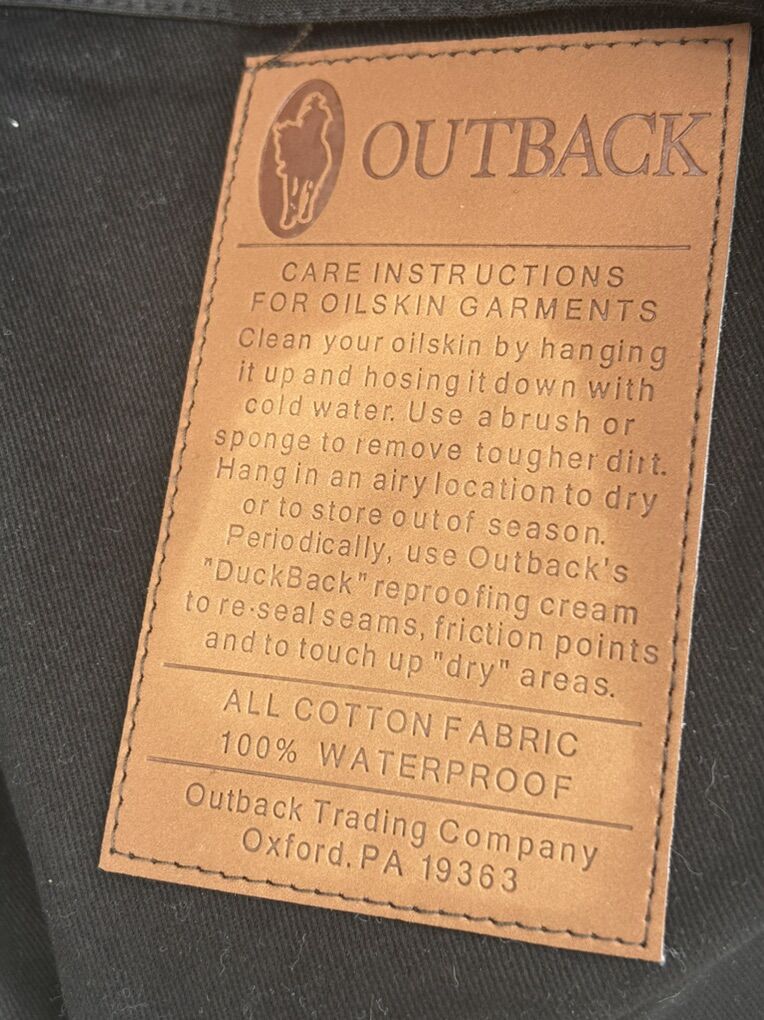 OUTBACK
CARE INSTRUCTIONS
FOR OILSKIN GARMENTS
Clean your oilskin by hanging
it up and hosing it down with
cold water. Use a brush or
sponge to remove tougher dirt.
Hang in an airy location to dry
or to store out of season.
Periodically, use Outback's
"DuckBack" reproofing cream
to re-seal seams, friction points
and to touch up "dry" areas.
ALL COTTON FABRIC
100% WATERPROOF
Outback Trading Company
Oxford. PA 19363